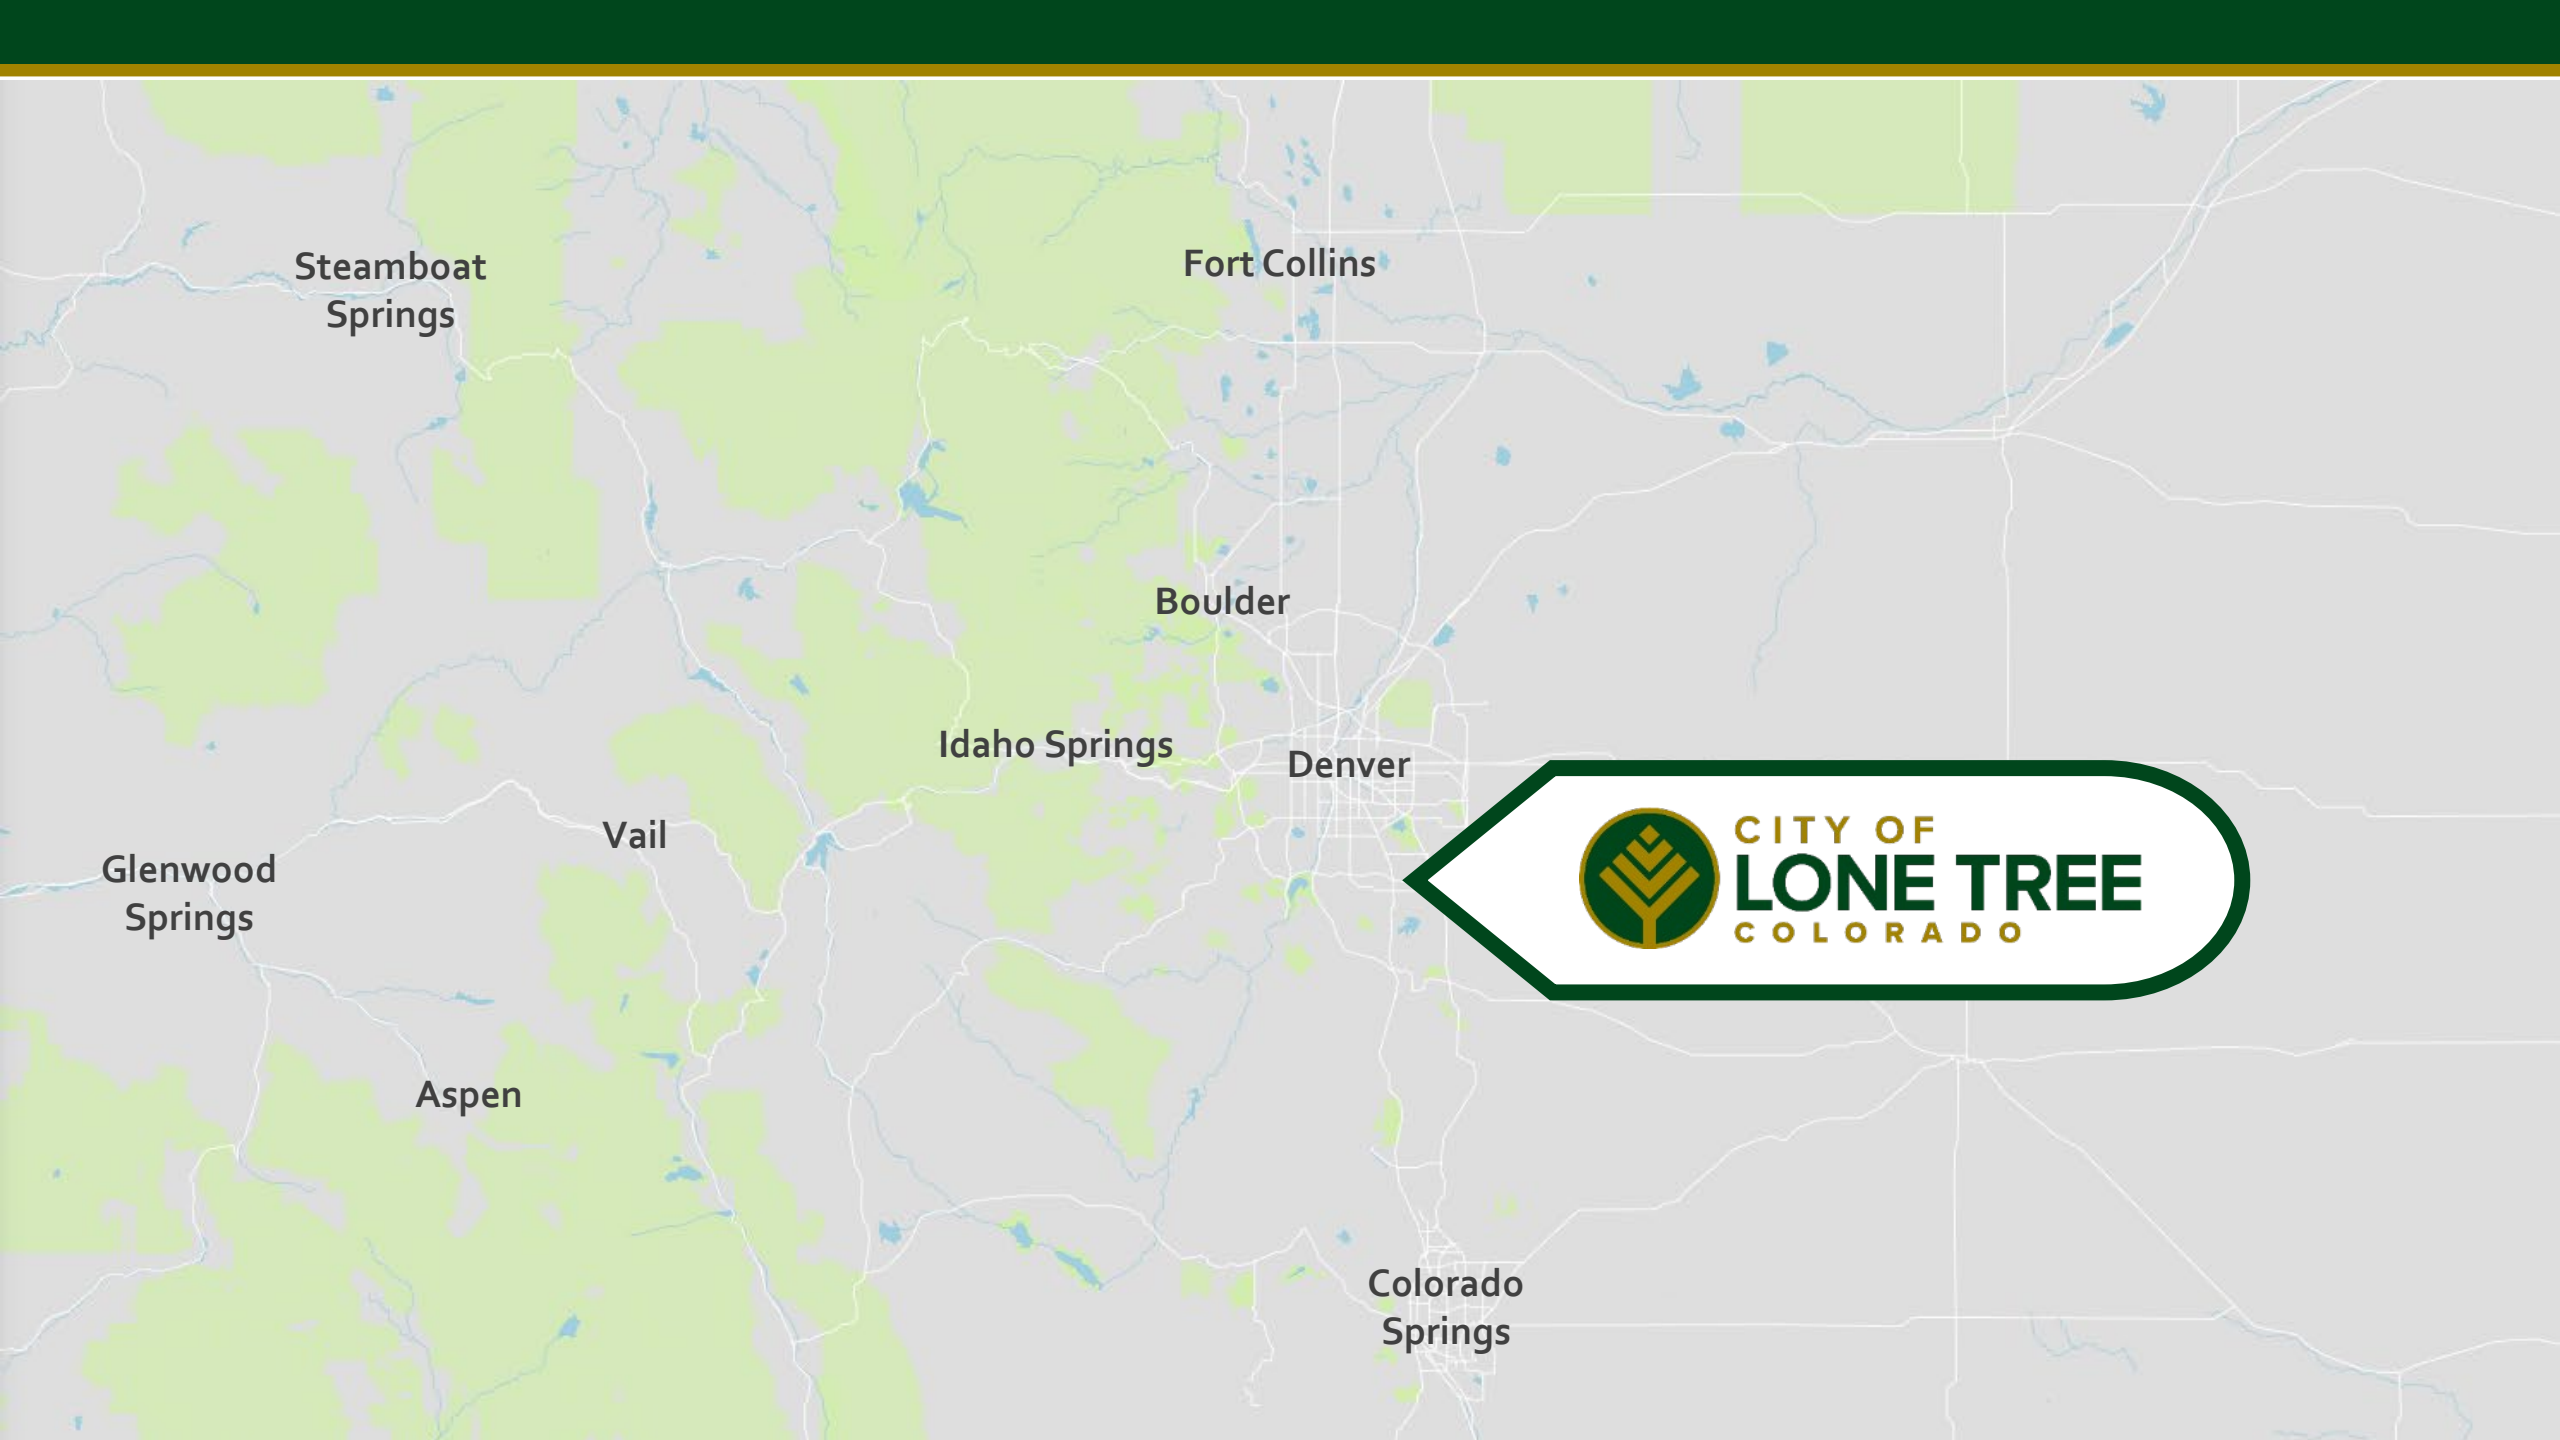 Steamboat
Springs
Fort Collins
Boulder
Idaho Springs
Denver
Vail
Glenwood
Springs
CITY OF
LONE TREE
COLORADO
Aspen
Colorado
Springs